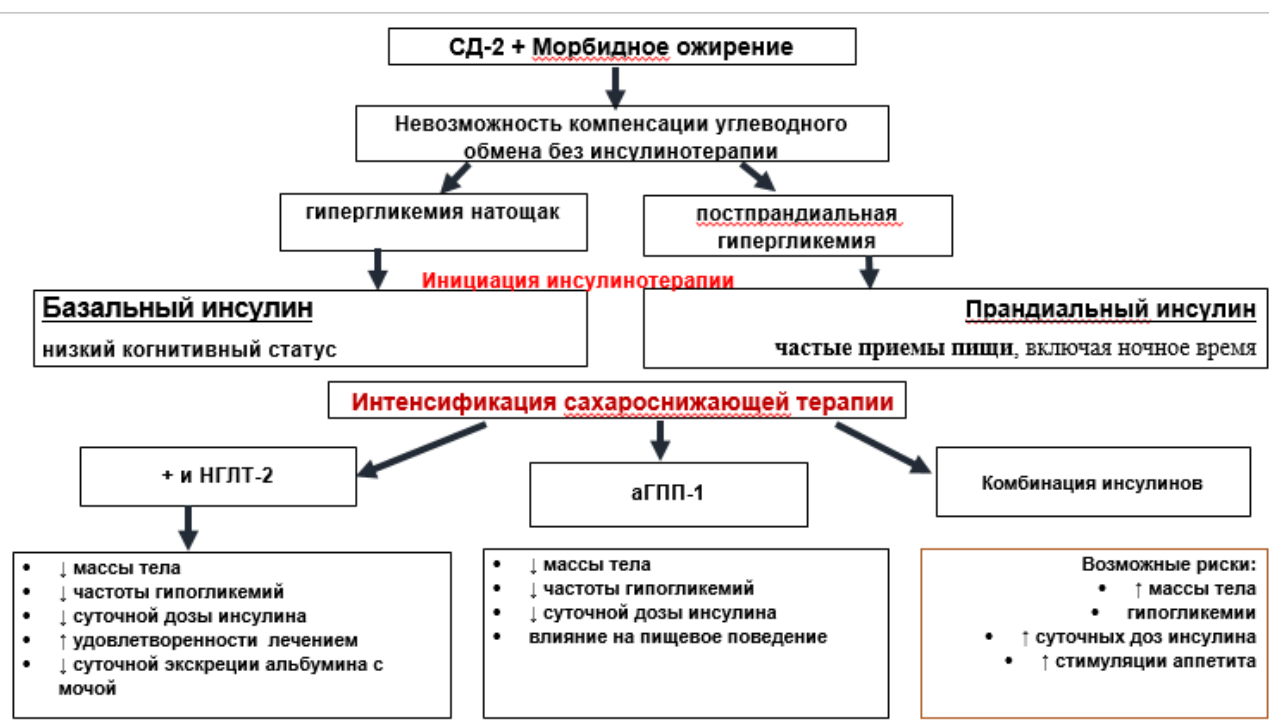 СД-2 + Морбидное ожирение
Невозможность компенсации углеводного
обмена без инсулинотерапии
гипергликемия натощак
постпрандиальная
гипергликемия
Инициация инсулинотерапии
Базальный инсулин
низкий когнитивный статус
Прандиальный инсулин
частые приемы пищи, включая ночное время
Интенсификация сахароснижающей терапии
+ и НГЛТ-2
аГПП-1
Комбинация инсулинов
• ↓ массы тела
• ↓ частоты гипогликемий
• ↓ суточной дозы инсулина
• ↑ удовлетворенности лечением
• ↓ суточной экскреции альбумина с
мочой
• ↓ массы тела
• ↓ частоты гипогликемий
• ↓ суточной дозы инсулина
• влияние на пищевое поведение
Возможные риски:
• ↑ массы тела
• гипогликемии
• ↑ суточных доз инсулина
• ↑ стимуляции аппетита